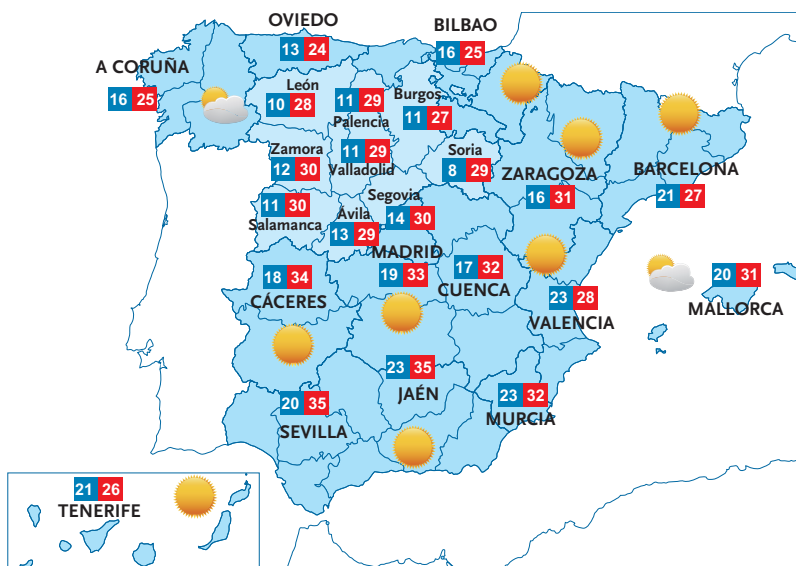 OVIEDO
13 24
BILBAO
16 25
A CORUÑA
16 25
León
10 28
11 29
Palencia
Burgos
11 27
Zamora
12 30
11 29
Valladolid
Soria
8 29
ZARAGOZA
16 31
BARCELONA
21 27
11 30
Salamanca
Segovia
14 30
Ávila
13 29
MADRID
19 33
17 32
CUENCA
18 34
CÁCERES
23 28
VALENCIA
20 31
MALLORCA
23 35
JAÉN
20 35
SEVILLA
23 32
MURCIA
21 26
TENERIFE